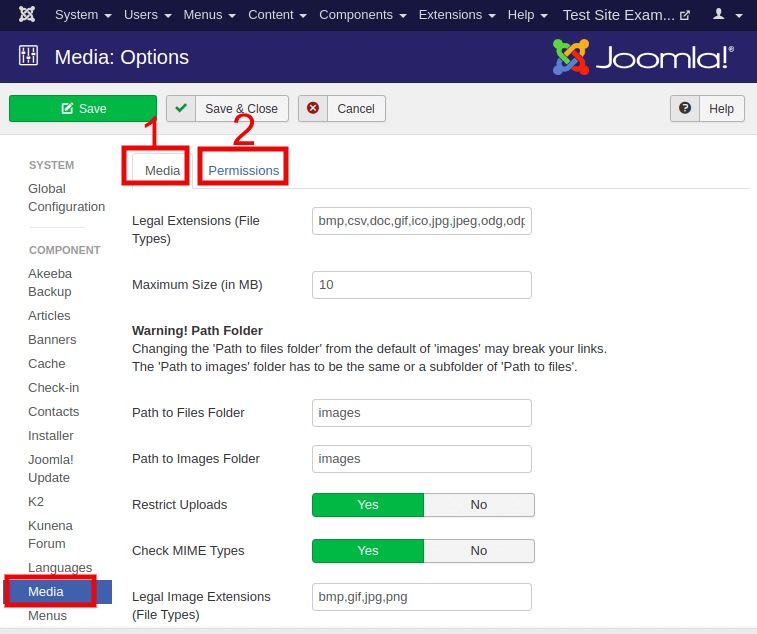 System Users Menus Content Components Extensions Help Test Site Exam...
Media: Options
Joomla!®
Save Save & Close Cancel ? Help
1 2
Media Permissions
SYSTEM
Global
Configuration
COMPONENT
Akeeba
Backup
Articles
Banners
Cache
Check-in
Contacts
Installer
Joomla!
Update
K2
Kunena
Forum
Languages
Media
Menus
Legal Extensions (File
Types)
bmp,csv,doc,gif,ico,jpg,jpeg,odg,odp
Maximum Size (in MB)
10
Warning! Path Folder
Changing the 'Path to files folder' from the default of 'images' may break your links.
The 'Path to images' folder has to be the same or a subfolder of 'Path to files'.
Path to Files Folder
images
Path to Images Folder
images
Restrict Uploads
Yes No
Check MIME Types
Yes No
Legal Image Extensions
(File Types)
bmp,gif,jpg,png